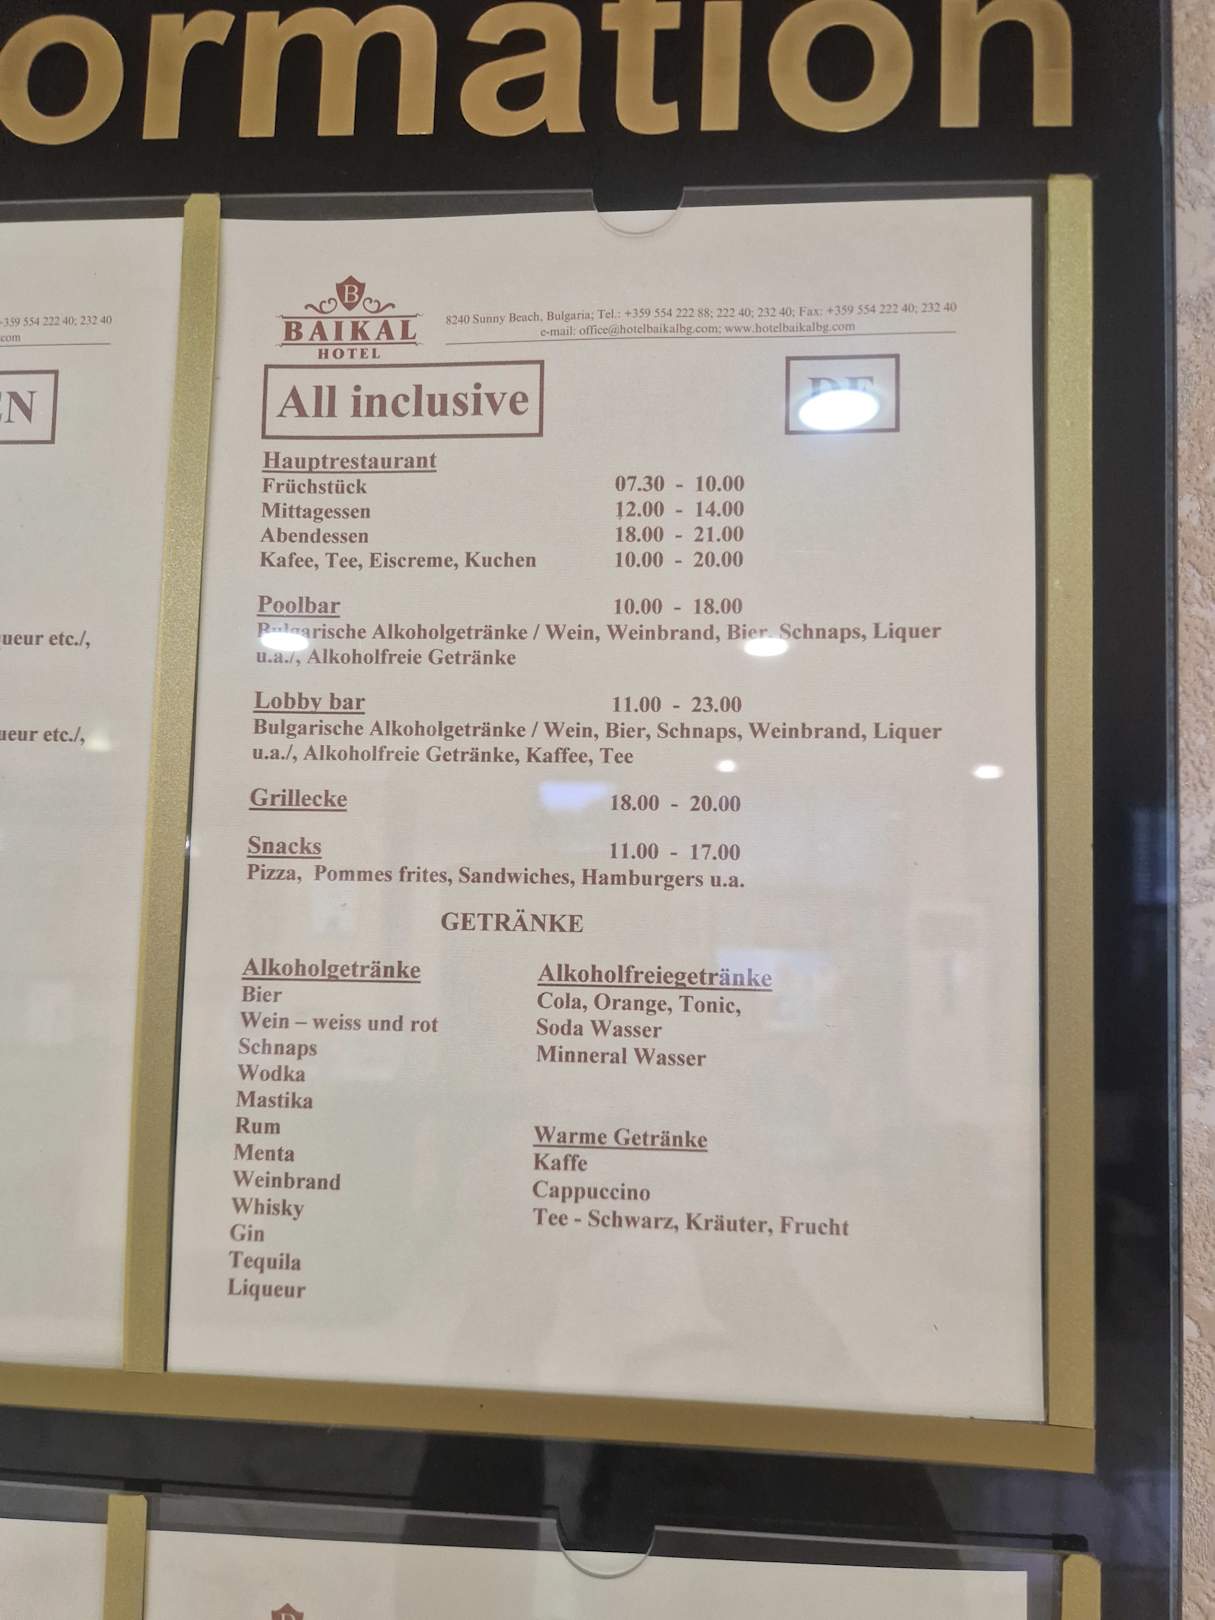 ormation
+359 554 222 40; 232 40
com
EN
ueur etc./,
ueur etc./,
B
BAIKAL
HOTEL
8240 Sunny Beach, Bulgaria; Tel.: +359 554 222 88; 222 40; 232 40; Fax: +359 554 222 40; 232 40
e-mail: office@hotelbaikalbg.com; www.hotelbaikalbg.com
All inclusive
DE
Hauptrestaurant
Früchstück 07.30 - 10.00
Mittagessen 12.00 - 14.00
Abendessen 18.00 - 21.00
Kafee, Tee, Eiscreme, Kuchen 10.00 - 20.00
Poolbar 10.00 - 18.00
Bulgarische Alkoholgetränke / Wein, Weinbrand, Bier, Schnaps, Liquer
u.a./, Alkoholfreie Getränke
Lobby bar 11.00 - 23.00
Bulgarische Alkoholgetränke / Wein, Bier, Schnaps, Weinbrand, Liquer
u.a./, Alkoholfreie Getränke, Kaffee, Tee
Grillecke 18.00 - 20.00
Snacks 11.00 - 17.00
Pizza, Pommes frites, Sandwiches, Hamburgers u.a.
GETRÄNKE
Alkoholgetränke
Bier
Wein – weiss und rot
Schnaps
Wodka
Mastika
Rum
Menta
Weinbrand
Whisky
Gin
Tequila
Liqueur
Alkoholfreiegetränke
Cola, Orange, Tonic,
Soda Wasser
Minneral Wasser
Warme Getränke
Kaffe
Cappuccino
Tee - Schwarz, Kräuter, Frucht